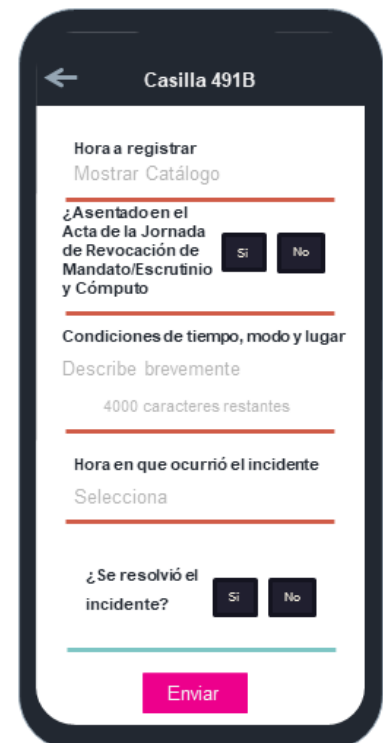 Casilla 491B
Hora a registrar
Mostrar Catálogo
¿Asentado en el
Acta de la Jornada
de Revocación de
Mandato/Escrutinio
y Cómputo
Si No
Condiciones de tiempo, modo y lugar
Describe brevemente
4000 caracteres restantes
Hora en que ocurrió el incidente
Selecciona
¿Se resolvió el
incidente?
Si No
Enviar